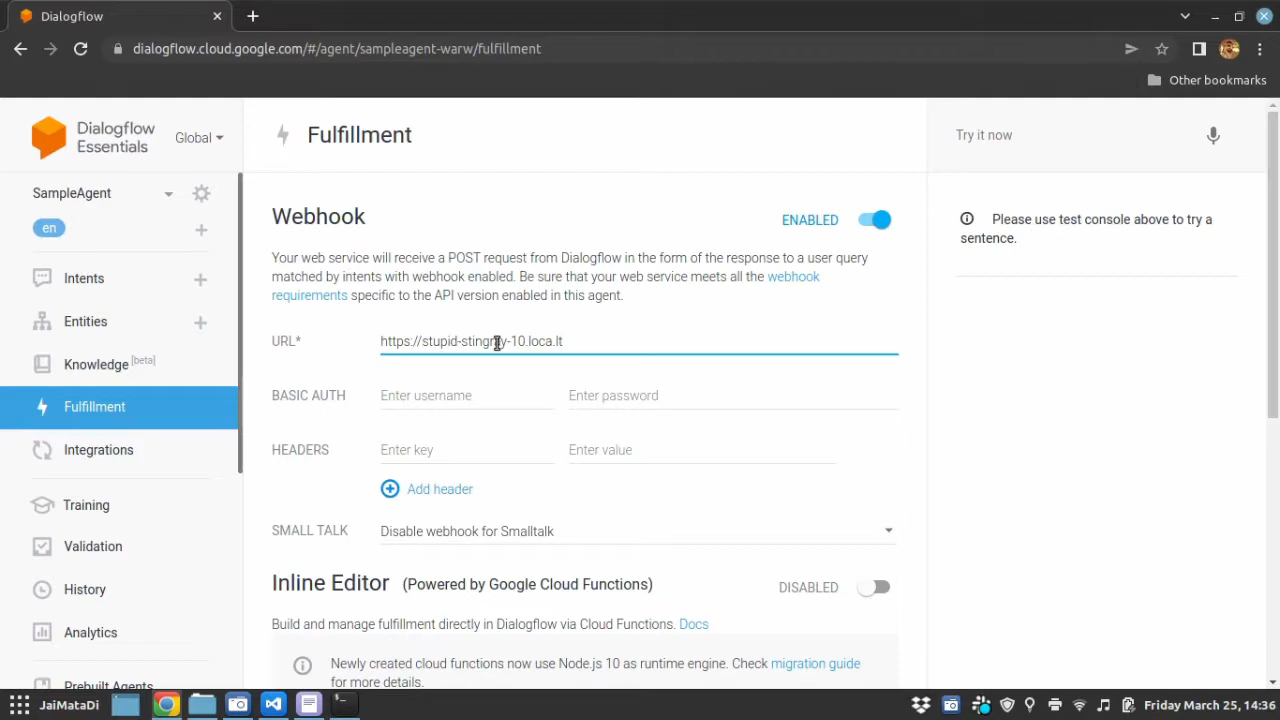 Dialogflow
dialogflow.cloud.google.com/#/agent/sampleagent-warw/fulfillment
Other bookmarks
Dialogflow
Essentials
Global
SampleAgent
en
Intents
Entities
Knowledge [beta]
Fulfillment
Integrations
Training
Validation
History
Analytics
Prebuilt Agents
Fulfillment
Webhook
ENABLED
Your web service will receive a POST request from Dialogflow in the form of the response to a user query
matched by intents with webhook enabled. Be sure that your web service meets all the webhook
requirements specific to the API version enabled in this agent.
URL*
https://stupid-stingray-10.loca.lt
BASIC AUTH
Enter username
Enter password
HEADERS
Enter key
Enter value
Add header
SMALL TALK
Disable webhook for Smalltalk
Inline Editor (Powered by Google Cloud Functions)
DISABLED
Build and manage fulfillment directly in Dialogflow via Cloud Functions. Docs
Newly created cloud functions now use Node.js 10 as runtime engine. Check migration guide
for more details.
Try it now
Please use test console above to try a
sentence.
JaiMataDi
Friday March 25, 14:36